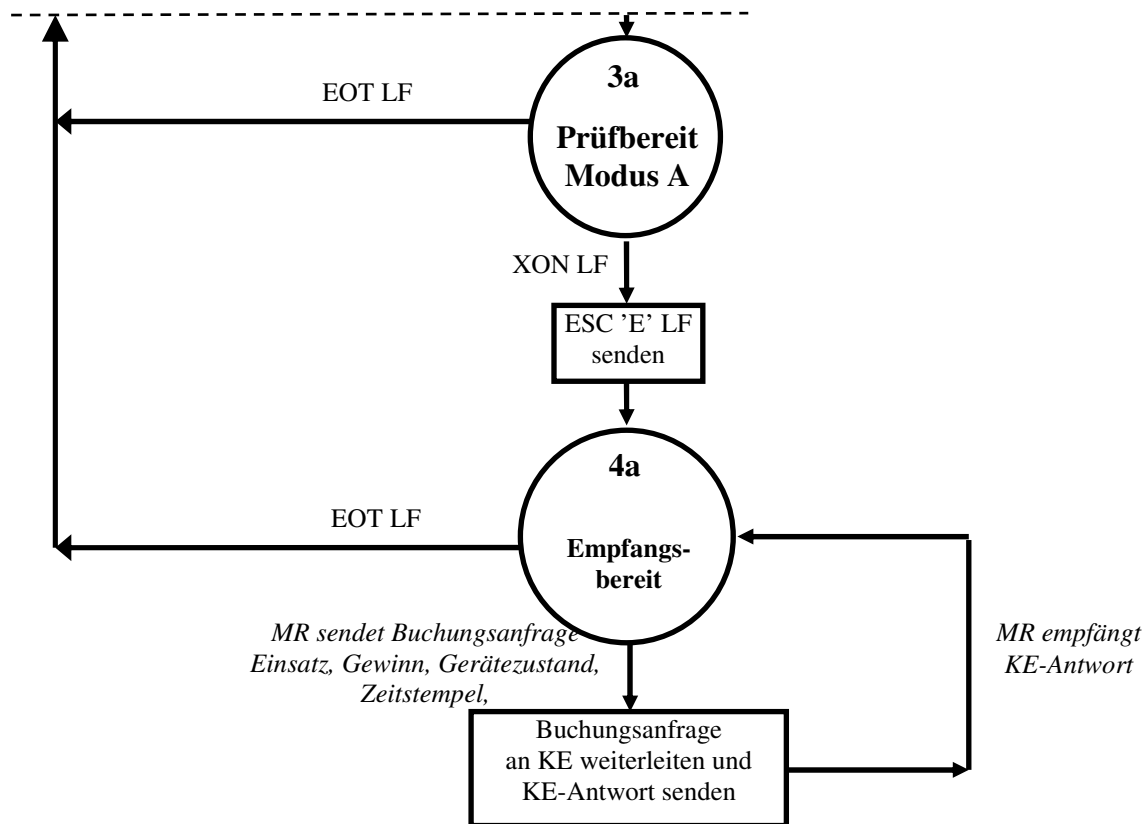 3a
EOT LF
Prüfbereit
Modus A
XON LF
ESC ’E’ LF
senden
4a
EOT LF
Empfangs-
bereit
MR sendet Buchungsanfrage
Einsatz, Gewinn, Gerätezustand,
Zeitstempel,
MR empfängt
KE-Antwort
Buchungsanfrage
an KE weiterleiten und
KE-Antwort senden